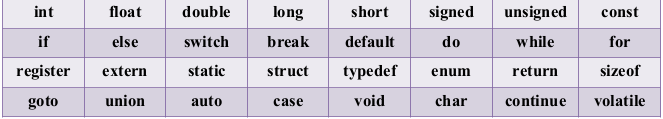 int float double long short signed unsigned const
if else switch break default do while for
register extern static struct typedef enum return sizeof
goto union auto case void char continue volatile